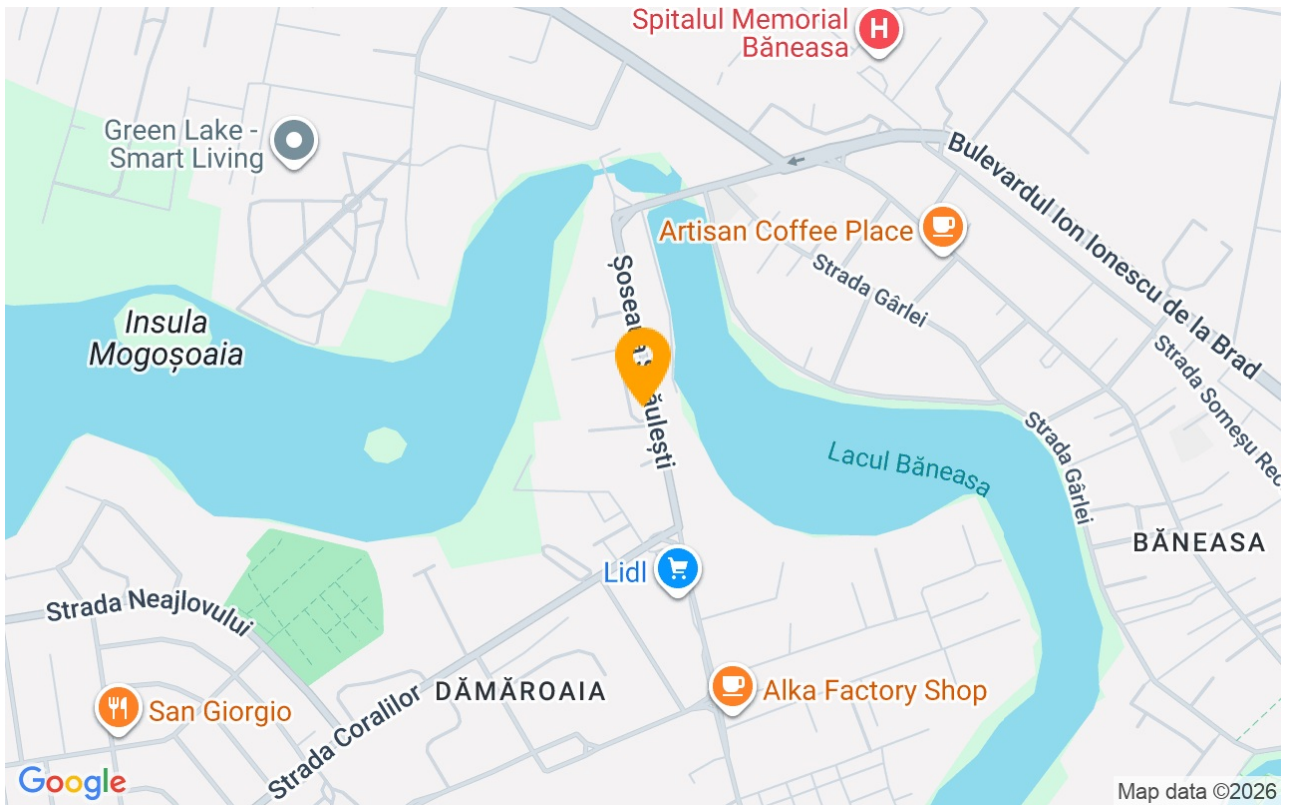 Spitalul Memorial
Băneasa
H
Green Lake -
Smart Living
Bulevardul Ion Ionescu de la Brad
Artisan Coffee Place
Strada Gârlei
Insula
Mogoșoaia
Strada Someșu Rec
Lacul Băneasa
Strada Gârlei
BĂNEASA
Lidl
Strada Neajlovului
DĂMĂROAIA
Alka Factory Shop
San Giorgio
Strada Coralilor
Google
Map data ©2026